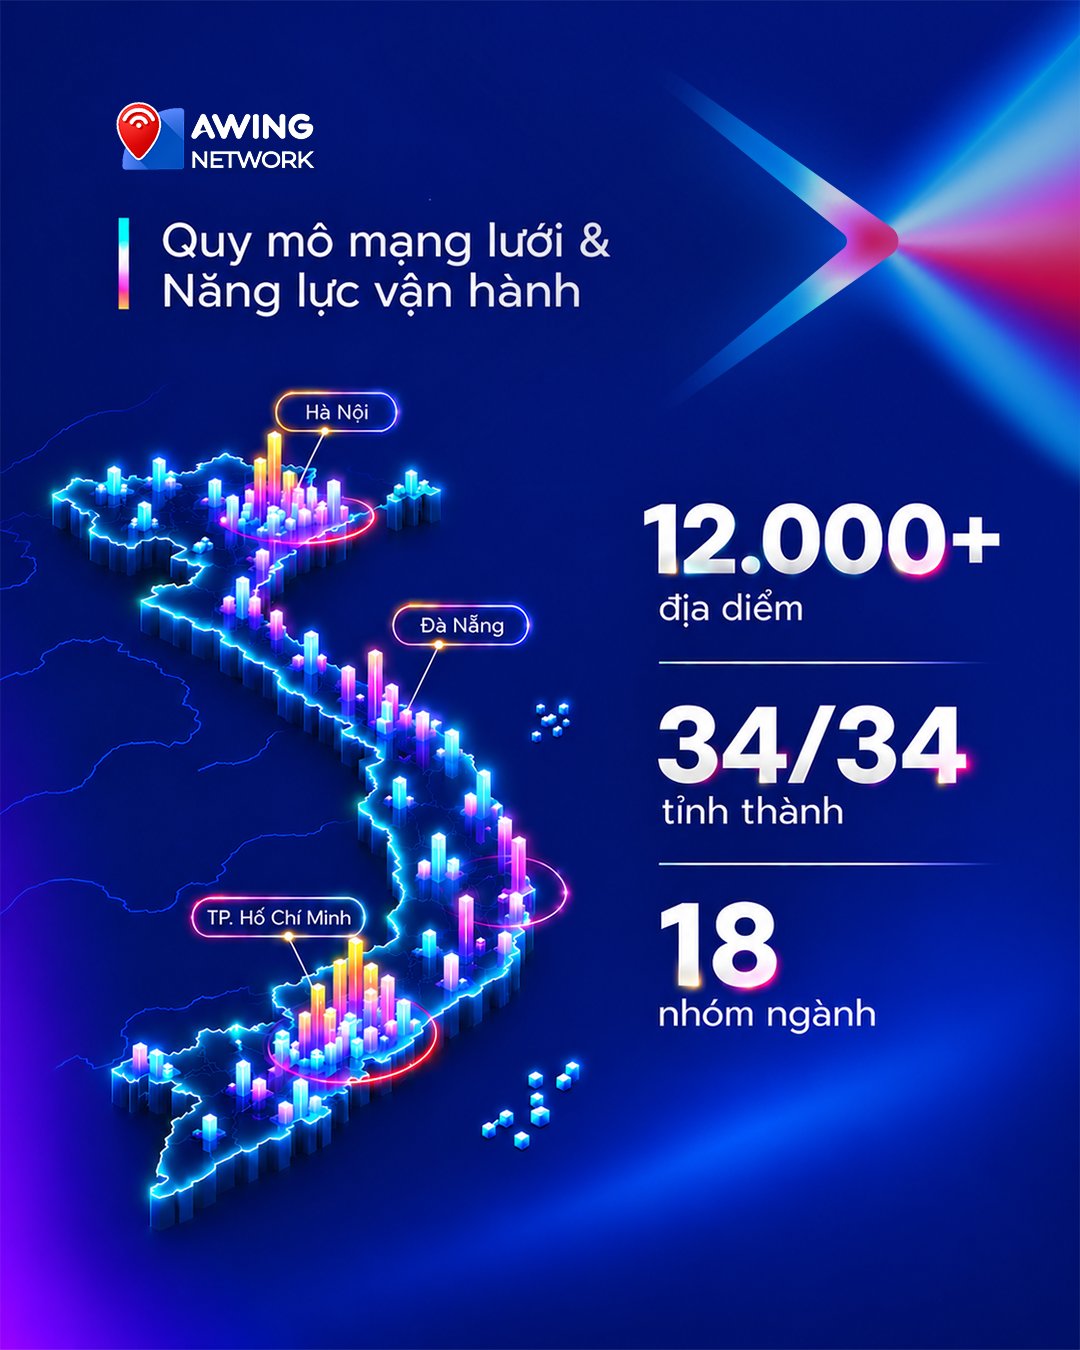 AWING
NETWORK
Quy mô mạng lưới &
Năng lực vận hành
Hà Nội
12.000+
địa diểm
Đà Nẵng
34/34
tỉnh thành
TP. Hố Chí Minh
18
nhóm ngành